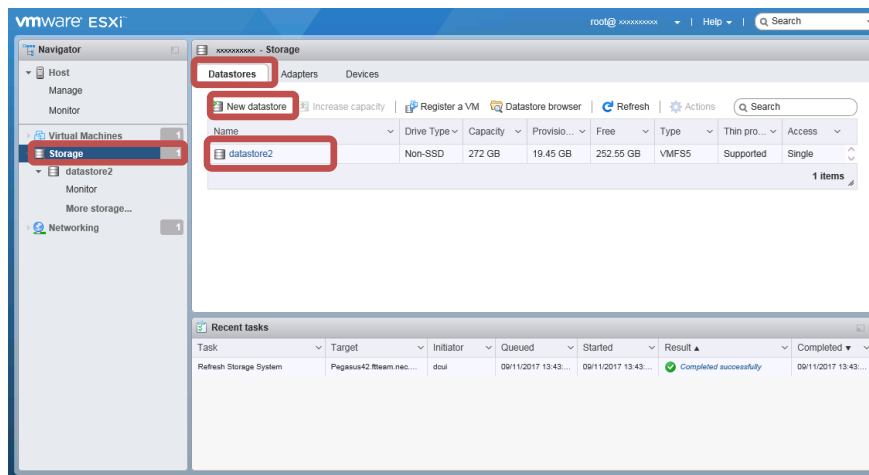 vmware ESXi
root@ xxxxxxxxxx | Help | Search
Navigator
Host
Manage
Monitor
Virtual Machines 1
Storage 1
datastore2
Monitor
More storage...
Networking 1
xxxxxxxxxx - Storage
Datastores Adapters Devices
New datastore Increase capacity | Register a VM Datastore browser | Refresh | Actions Search
Name Drive Type Capacity Provisio... Free Type Thin pro... Access
datastore2 Non-SSD 272 GB 19.45 GB 252.55 GB VMFS5 Supported Single
1 items
Recent tasks
Task Target Initiator Queued Started Result Completed
Refresh Storage System Pegasus42.ftteam.nec.... dcui 09/11/2017 13:43:... 09/11/2017 13:43:... Completed successfully 09/11/2017 13:43:...